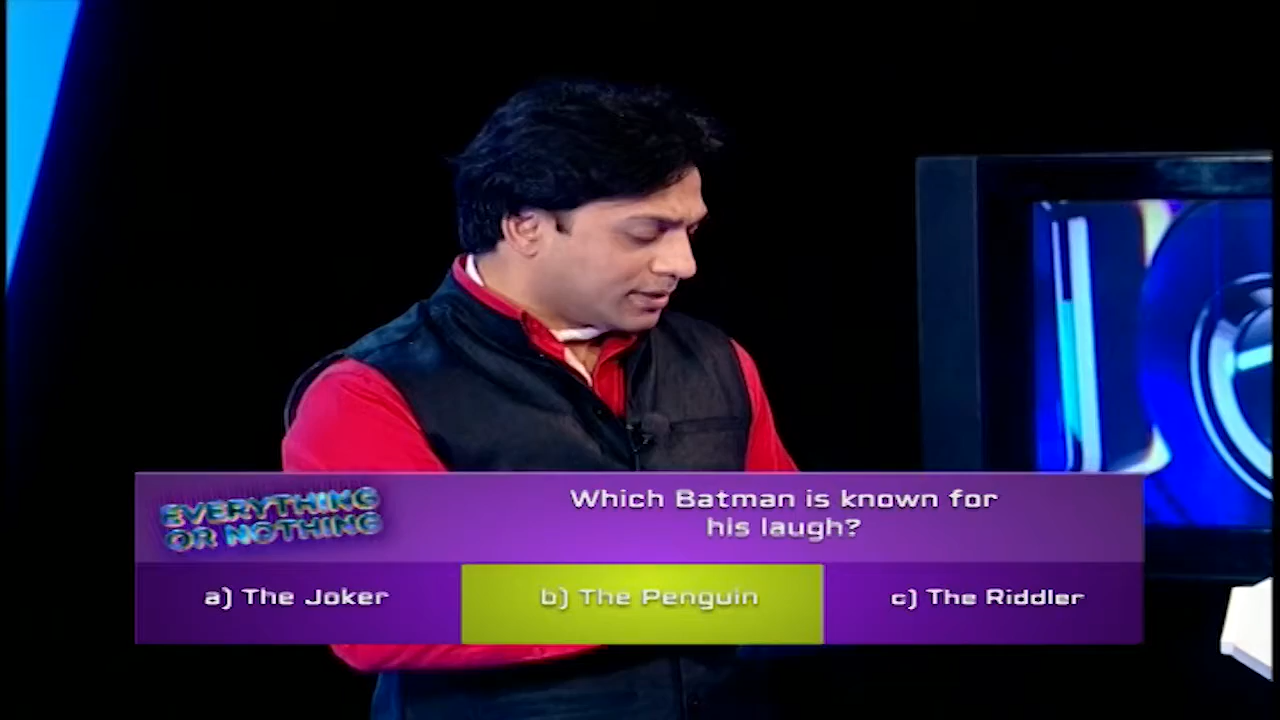 EVERYTHING
OR NOTHING
Which Batman is known for
his laugh?
a) The Joker
b) The Penguin
c) The Riddler